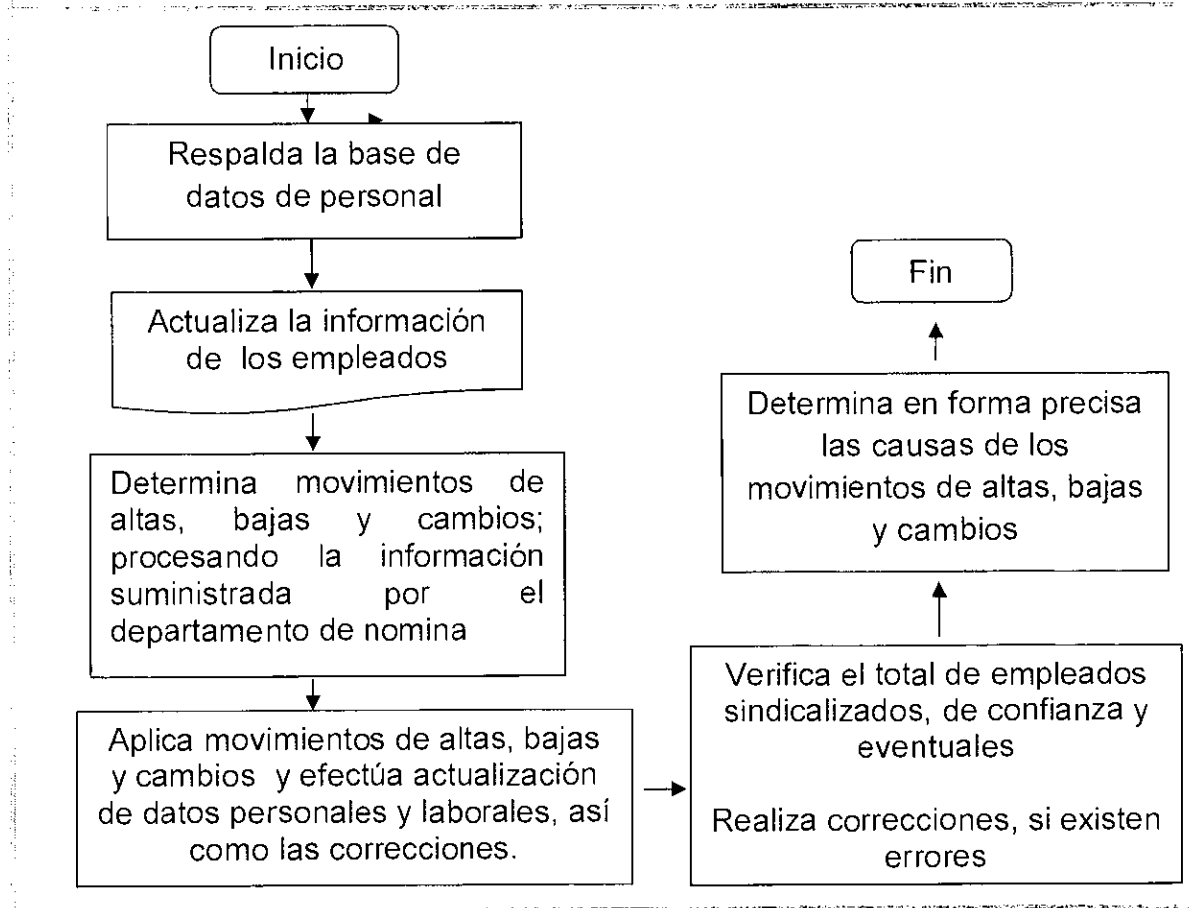 Inicio
Respalda la base de
datos de personal
Actualiza la información
de los empleados
Determina movimientos de
altas, bajas y cambios;
procesando la información
suministrada por el
departamento de nomina
Aplica movimientos de altas, bajas
y cambios y efectúa actualización
de datos personales y laborales, así
como las correcciones.
Verifica el total de empleados
sindicalizados, de confianza y
eventuales
Realiza correcciones, si existen
errores
Determina en forma precisa
las causas de los
movimientos de altas, bajas
y cambios
Fin